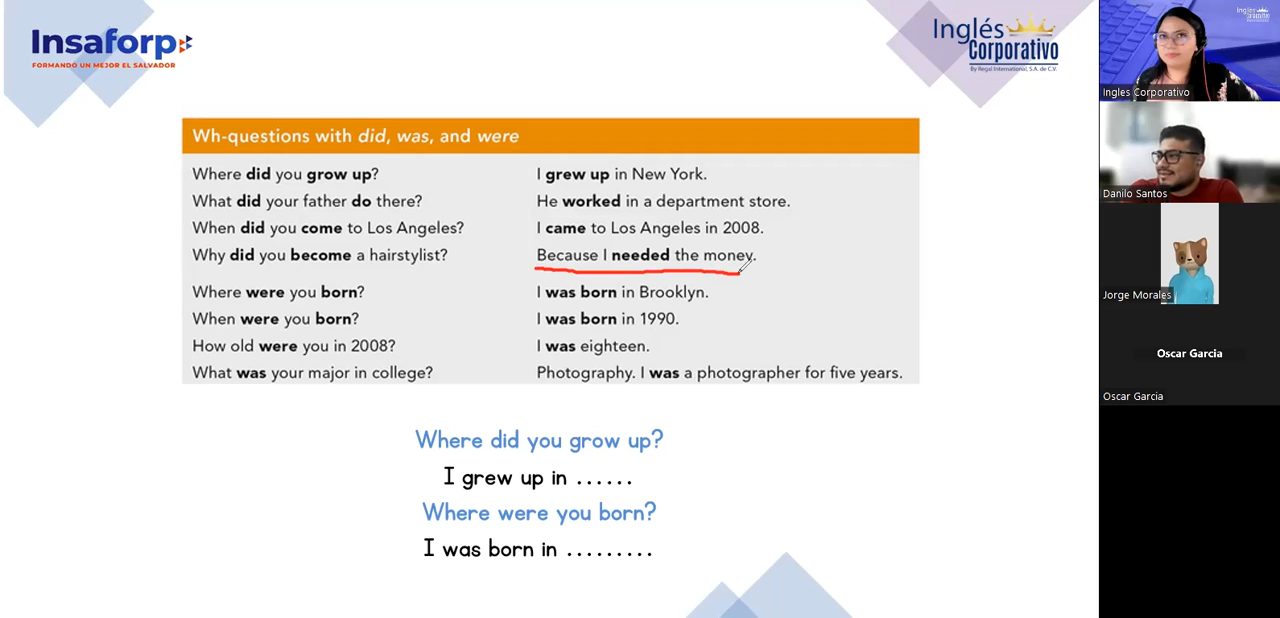 Insaforp
FORMANDO UN MEJOR EL SALVADOR
Inglés
Corporativo
By Regal International, S.A. de C.V.
Wh-questions with did, was, and were
Where did you grow up? I grew up in New York.
What did your father do there? He worked in a department store.
When did you come to Los Angeles? I came to Los Angeles in 2008.
Why did you become a hairstylist? Because I needed the money.
Where were you born? I was born in Brooklyn.
When were you born? I was born in 1990.
How old were you in 2008? I was eighteen.
What was your major in college? Photography. I was a photographer for five years.
Where did you grow up?
I grew up in ......
Where were you born?
I was born in .........
Inglés
Ingles Corporativo
Danilo Santos
Jorge Morales
Oscar Garcia
Oscar Garcia